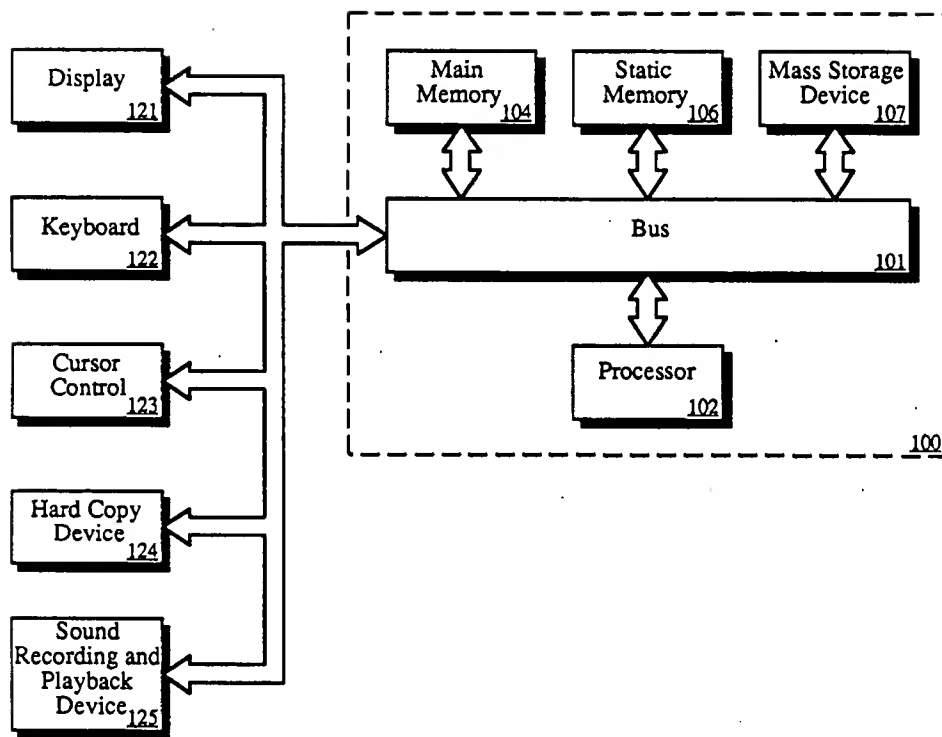 Display
121
Keyboard
122
Cursor
Control
123
Hard Copy
Device
124
Sound
Recording and
Playback
Device
125
Main
Memory
104
Static
Memory
106
Mass Storage
Device
107
Bus
101
Processor
102
100